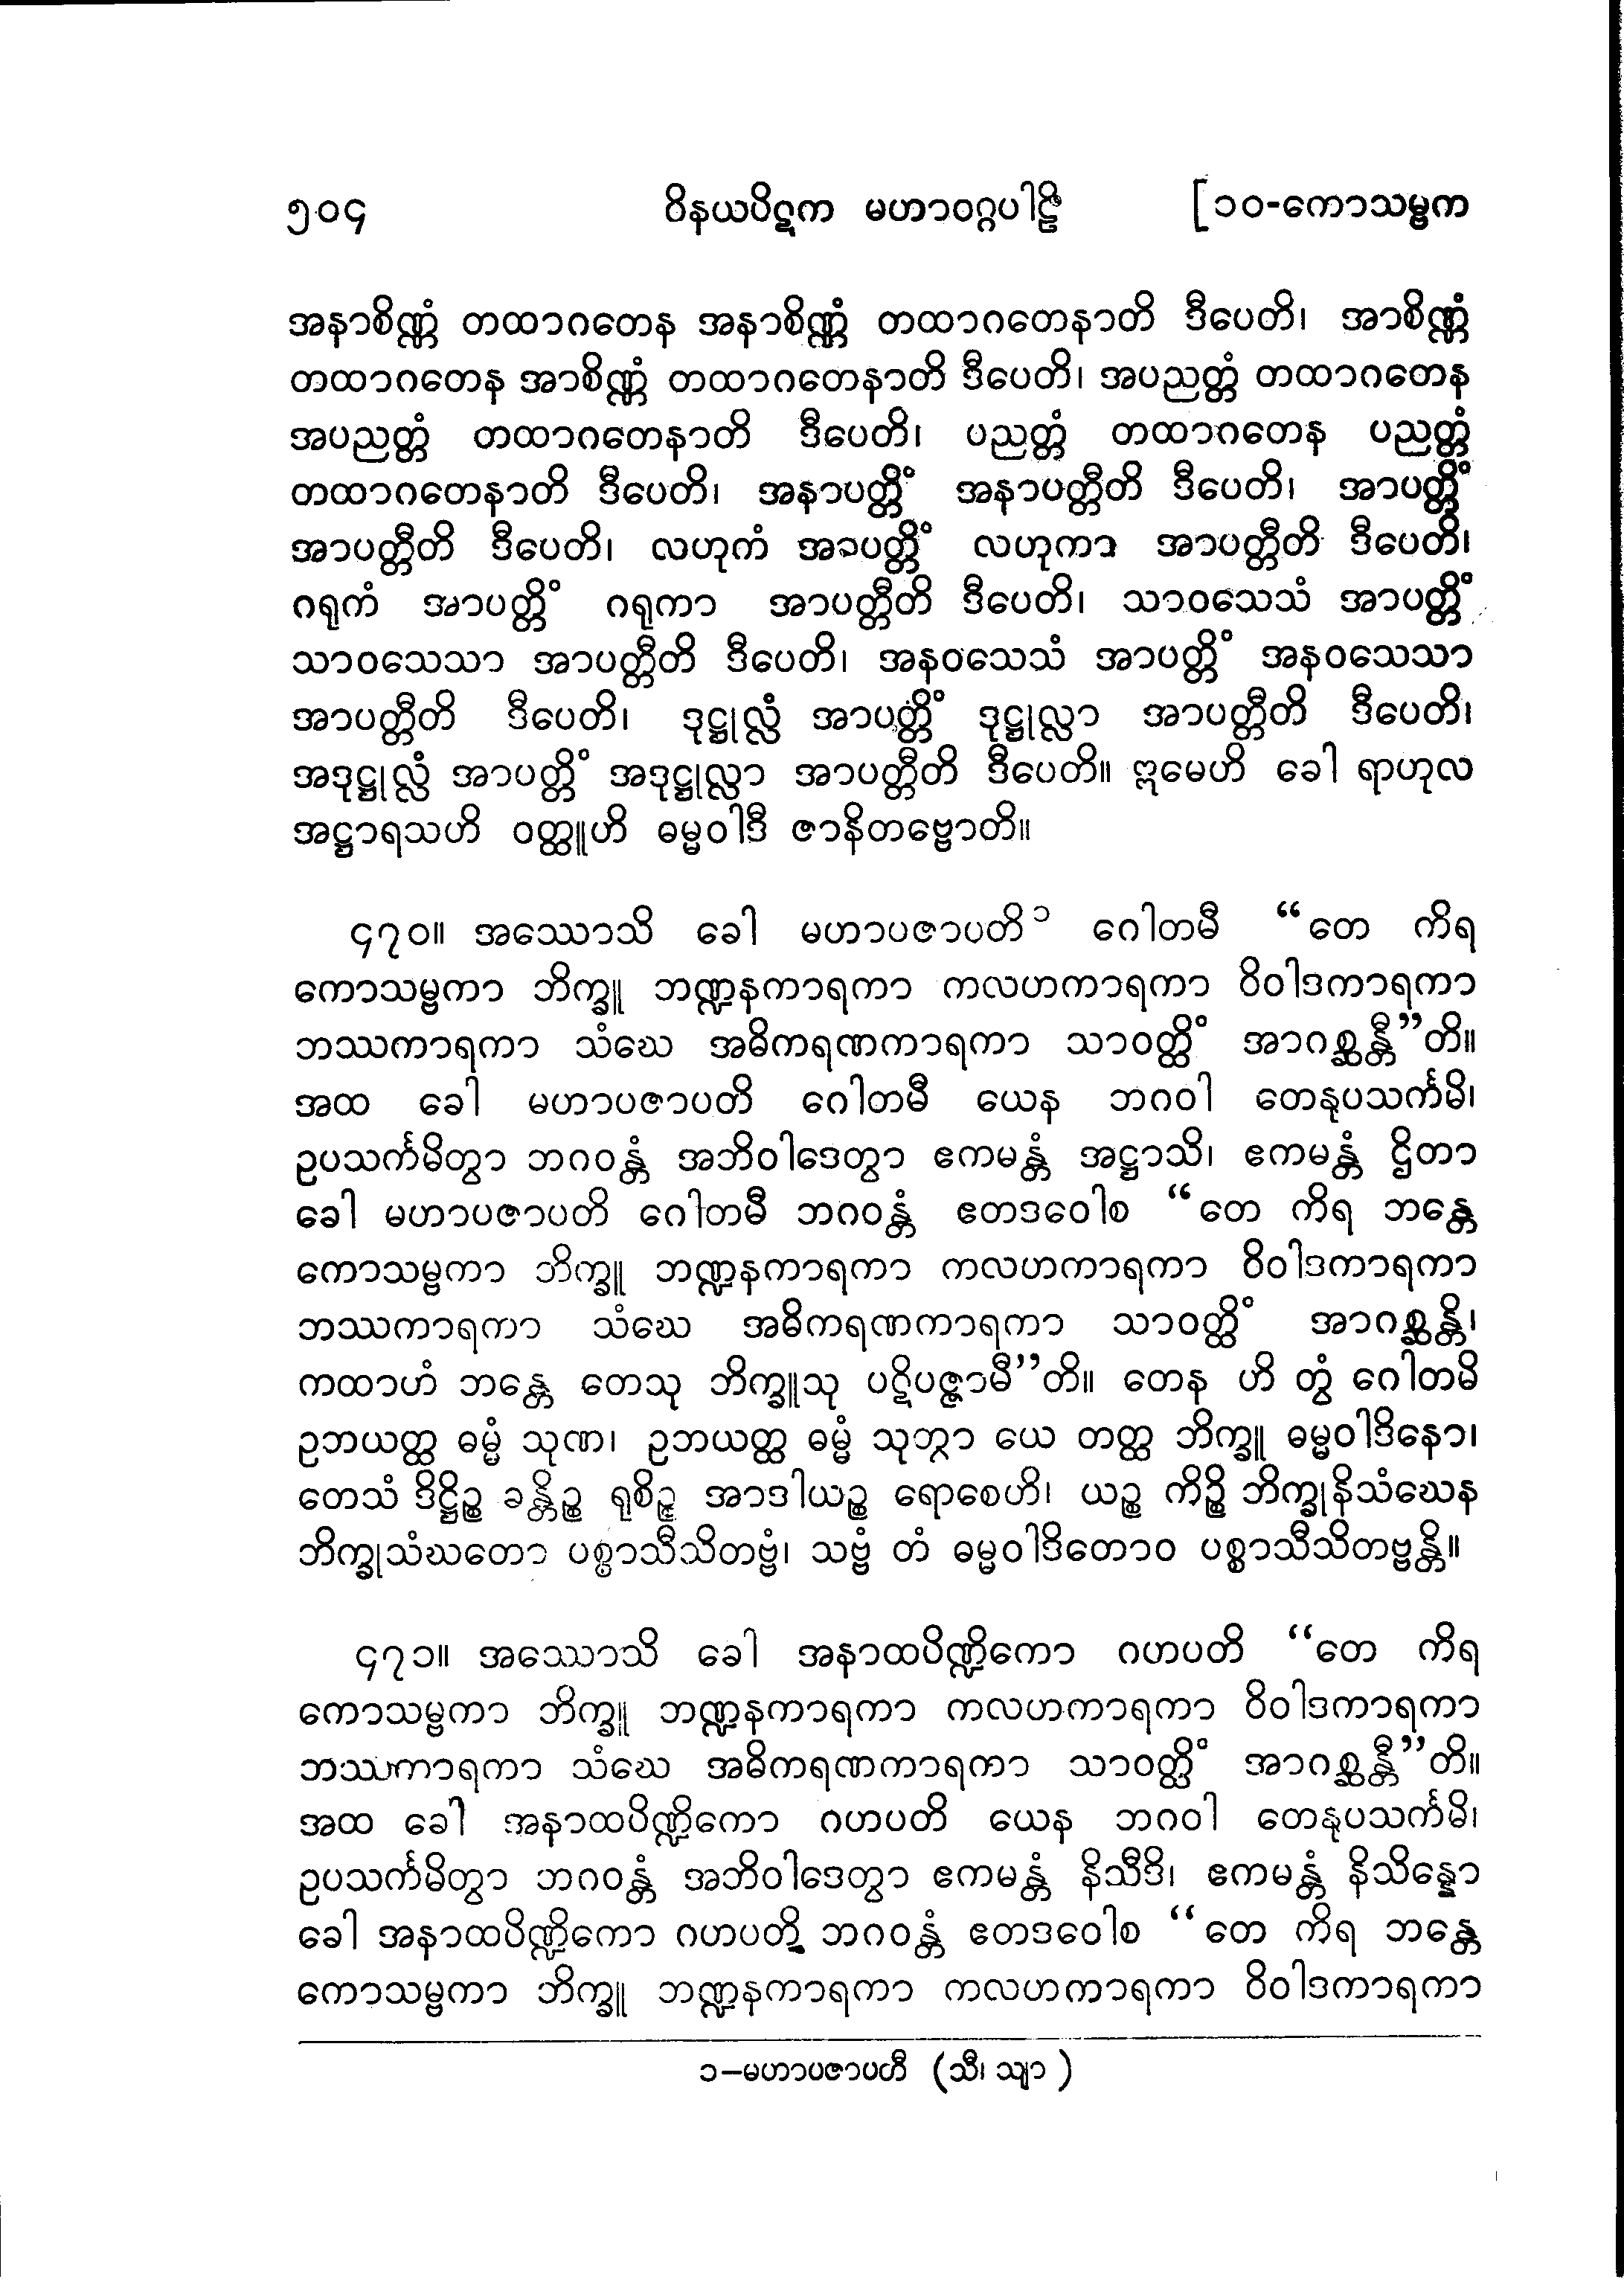 ၅၀၄ ဝိနယပိဋက မဟာဝဂ္ဂပါဠိ [၁၀-ကောသမ္ဗက
အနာစိဏ္ဏံ တထာဂတေန အနာစိဏ္ဏံ တထာဂတေနာတိ ဒီပေတိ၊ အာစိဏ္ဏံ
တထာဂတေန အာစိဏ္ဏံ တထာဂတေနာတိ ဒီပေတိ၊ အပညတ္တံ တထာဂတေန
အပညတ္တံ တထာဂတေနာတိ ဒီပေတိ၊ ပညတ္တံ တထာဂတေန ပညတ္တံ
တထာဂတေနာတိ ဒီပေတိ၊ အနာပတ္တိံ အနာပတ္တီတိ ဒီပေတိ၊ အာပတ္တိံ
အာပတ္တီတိ ဒီပေတိ၊ လဟုကံ အာပတ္တိံ လဟုကာ အာပတ္တီတိ ဒီပေတိ၊
ဂရုကံ အာပတ္တိံ ဂရုကာ အာပတ္တီတိ ဒီပေတိ၊ သာဝသေသံ အာပတ္တိံ
သာဝသေသာ အာပတ္တီတိ ဒီပေတိ၊ အနဝသေသံ အာပတ္တိံ အနဝသေသာ
အာပတ္တီတိ ဒီပေတိ၊ ဒုဋ္ဌုလ္လံ အာပတ္တိံ ဒုဋ္ဌုလ္လာ အာပတ္တီတိ ဒီပေတိ၊
အဒုဋ္ဌုလ္လံ အာပတ္တိံ အဒုဋ္ဌုလ္လာ အာပတ္တီတိ ဒီပေတိ။ ဣမေဟိ ခေါ ရာဟုလ
အဋ္ဌာရသဟိ ဝတ္ထူဟိ ဓမ္မဝါဒီ ဇာနိတဗ္ဗောတိ။
၄၇၀။ အဿောသိ ခေါ မဟာပဇာပတိ ၁ ဂေါတမီ “တေ ကိရ
ကောသမ္ဗကာ ဘိက္ခူ ဘဏ္ဍနကာရကာ ကလဟကာရကာ ဝိဝါဒကာရကာ
ဘဿကာရကာ သံဃေ အဓိကရဏကာရကာ သာဝတ္ထိံ အာဂစ္ဆန္တီ”တိ။
အထ ခေါ မဟာပဇာပတိ ဂေါတမီ ယေန ဘဂဝါ တေနုပသင်္ကမိ၊
ဥပသင်္ကမိတွာ ဘဂဝန္တံ အဘိဝါဒေတွာ ဧကမန္တံ အဋ္ဌာသိ၊ ဧကမန္တံ ဌိတာ
ခေါ မဟာပဇာပတိ ဂေါတမီ ဘဂဝန္တံ ဧတဒဝေါစ “တေ ကိရ ဘန္တေ
ကောသမ္ဗကာ ဘိက္ခူ ဘဏ္ဍနကာရကာ ကလဟကာရကာ ဝိဝါဒကာရကာ
ဘဿကာရကာ သံဃေ အဓိကရဏကာရကာ သာဝတ္ထိံ အာဂစ္ဆန္တိ၊
ကထာဟံ ဘန္တေ တေသု ဘိက္ခူသု ပဋိပဇ္ဇာမီ”တိ။ တေန ဟိ တွံ ဂေါတမိ
ဥဘယတ္ထ ဓမ္မံ သုဏ၊ ဥဘယတ္ထ ဓမ္မံ သုတွာ ယေ တတ္ထ ဘိက္ခူ ဓမ္မဝါဒိနော၊
တေသံ ဒိဋ္ဌိဉ္စ ခန္တိဉ္စ ရုစိဉ္စ အာဒါယဉ္စ ရောစေဟိ၊ ယဉ္စ ကိဉ္စိ ဘိက္ခုနိသံဃေန
ဘိက္ခုသံဃတော ပစ္စာသီသိတဗ္ဗံ၊ သဗ္ဗံ တံ ဓမ္မဝါဒိတောဝ ပစ္စာသီသိတဗ္ဗန္တိ။
၄၇၁။ အဿောသိ ခေါ အနာထပိဏ္ဍိကော ဂဟပတိ “တေ ကိရ
ကောသမ္ဗကာ ဘိက္ခူ ဘဏ္ဍနကာရကာ ကလဟကာရကာ ဝိဝါဒကာရကာ
ဘဿကာရကာ သံဃေ အဓိကရဏကာရကာ သာဝတ္ထိံ အာဂစ္ဆန္တီ”တိ။
အထ ခေါ အနာထပိဏ္ဍိကော ဂဟပတိ ယေန ဘဂဝါ တေနုပသင်္ကမိ၊
ဥပသင်္ကမိတွာ ဘဂဝန္တံ အဘိဝါဒေတွာ ဧကမန္တံ နိသီဒိ၊ ဧကမန္တံ နိသိန္နော
ခေါ အနာထပိဏ္ဍိကော ဂဟပတိ ဘဂဝန္တံ ဧတဒဝေါစ “တေ ကိရ ဘန္တေ
ကောသမ္ဗကာ ဘိက္ခူ ဘဏ္ဍနကာရကာ ကလဟကာရကာ ဝိဝါဒကာရကာ
၁–မဟာပဇာပတီ (သီ၊ သျာ )